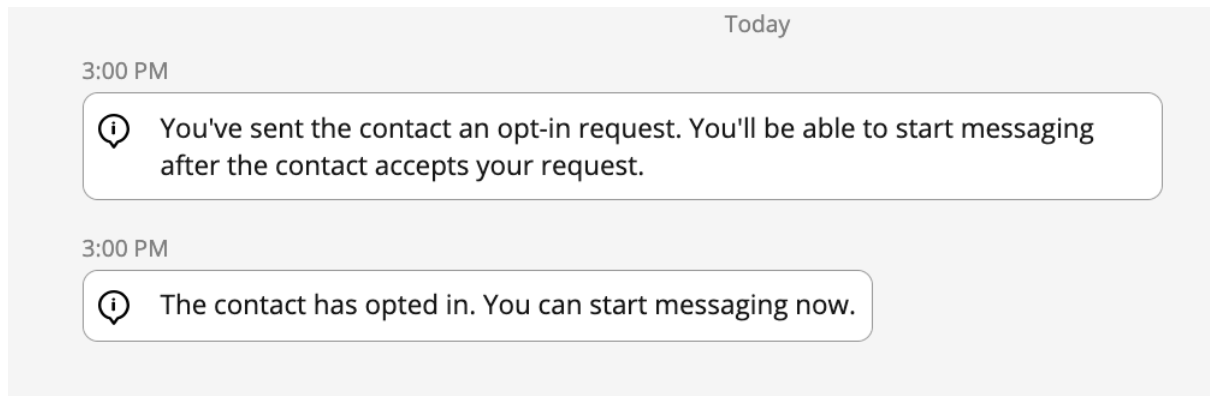 Today
3:00 PM
You've sent the contact an opt-in request. You'll be able to start messaging
after the contact accepts your request.
3:00 PM
The contact has opted in. You can start messaging now.